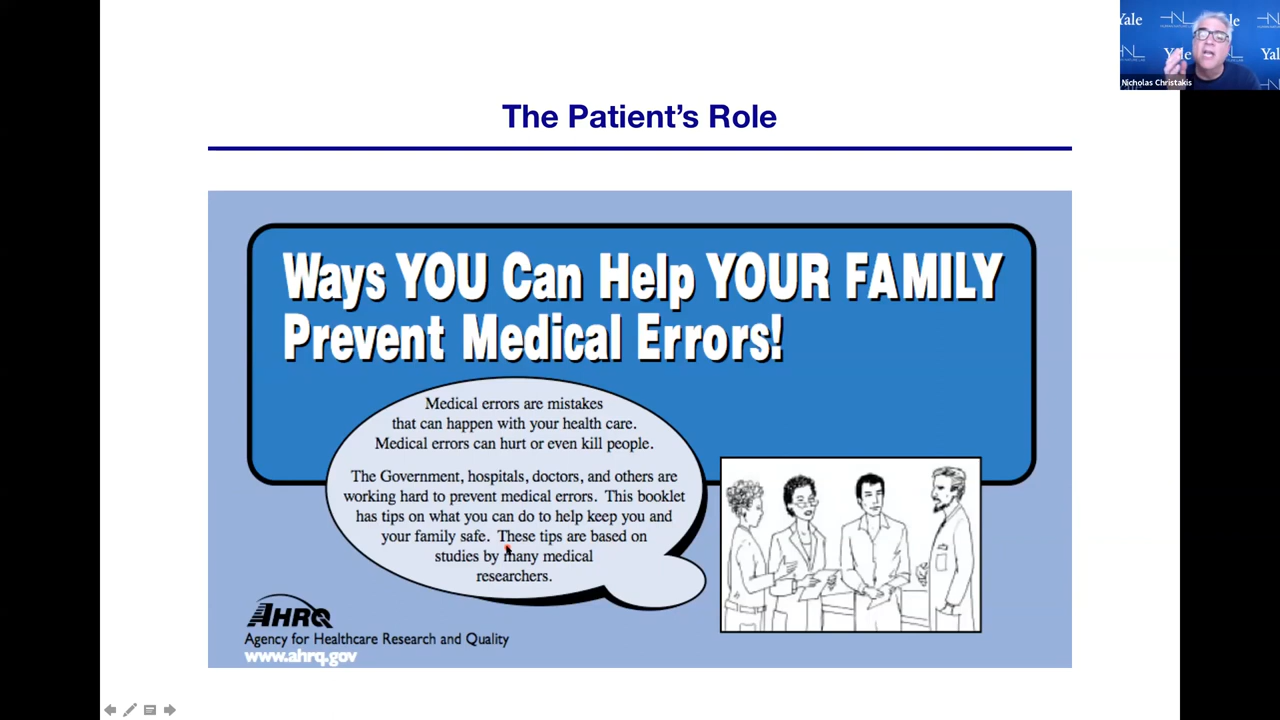 Yale
le
Yale
Yal
Nicholas Christakis
The Patient's Role
Ways YOU Can Help YOUR FAMILY
Prevent Medical Errors!
Medical errors are mistakes
that can happen with your health care.
Medical errors can hurt or even kill people.
The Government, hospitals, doctors, and others are
working hard to prevent medical errors. This booklet
has tips on what you can do to help keep you and
your family safe. These tips are based on
studies by many medical
researchers.
AHRQ
Agency for Healthcare Research and Quality
www.ahrq.gov